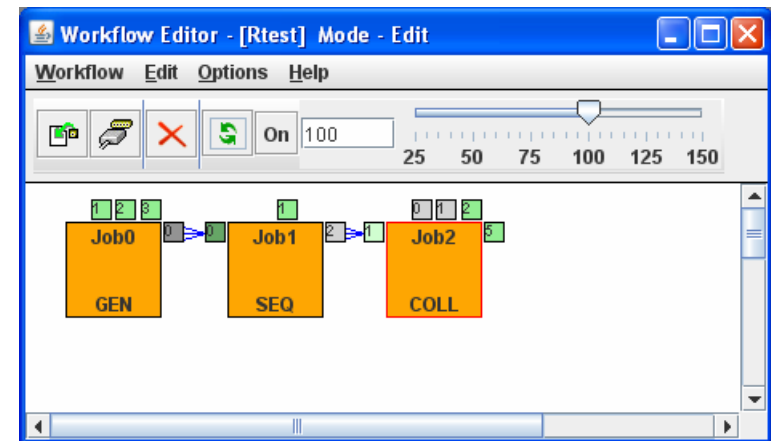 Workflow Editor - [Rtest] Mode - Edit
Workflow Edit Options Help
On 100
25 50 75 100 125 150
1 2 3 1 0 1 2
Job0 0 0 Job1 2 1 Job2 5
GEN SEQ COLL